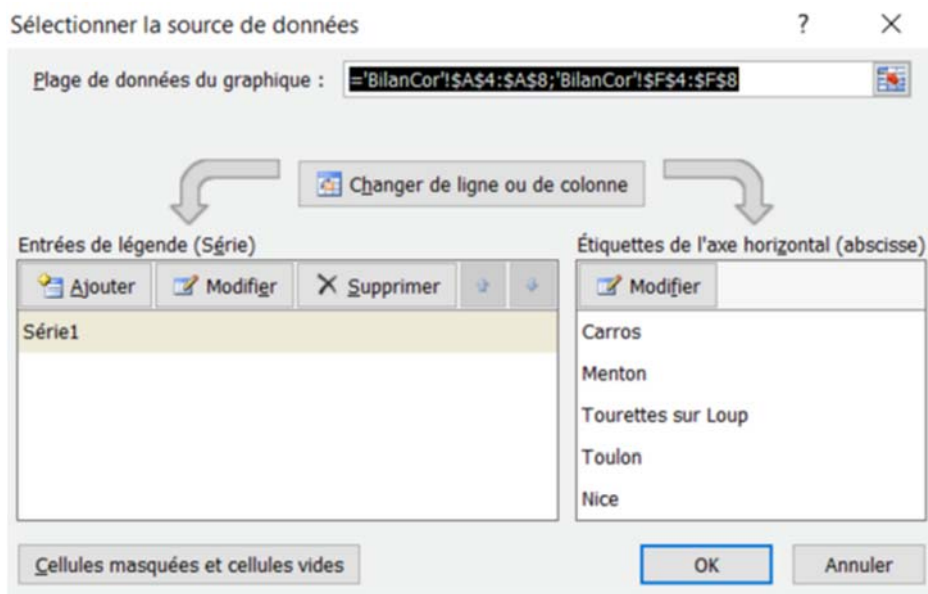 Sélectionner la source de données ?
Plage de données du graphique : ='BilanCor'!$A$4:$A$8;'BilanCor'!$F$4:$F$8
Changer de ligne ou de colonne
Entrées de légende (Série)
Ajouter Modifier Supprimer
Série1
Étiquettes de l'axe horizontal (abscisse)
Modifier
Carros
Menton
Tourettes sur Loup
Toulon
Nice
Cellules masquées et cellules vides
OK Annuler